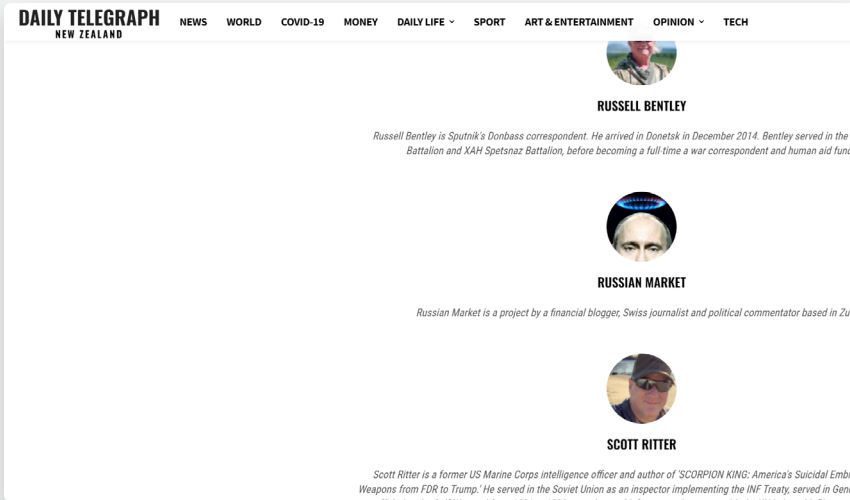 DAILY TELEGRAPH
NEW ZEALAND
NEWS WORLD COVID-19 MONEY DAILY LIFE SPORT ART & ENTERTAINMENT OPINION TECH
RUSSELL BENTLEY
Russell Bentley is Sputnik's Donbass correspondent. He arrived in Donetsk in December 2014. Bentley served in the
Battalion and XAH Spetsnaz Battalion, before becoming a full-time a war correspondent and human aid
RUSSIAN MARKET
Russian Market is a project by a financial blogger, Swiss journalist and political commentator based in
SCOTT RITTER
Scott Ritter is a former US Marine Corps intelligence officer and author of 'SCORPION KING: America's Suicidal
Weapons from FDR to Trump.' He served in the Soviet Union as an inspector implementing the INF Treaty, served in